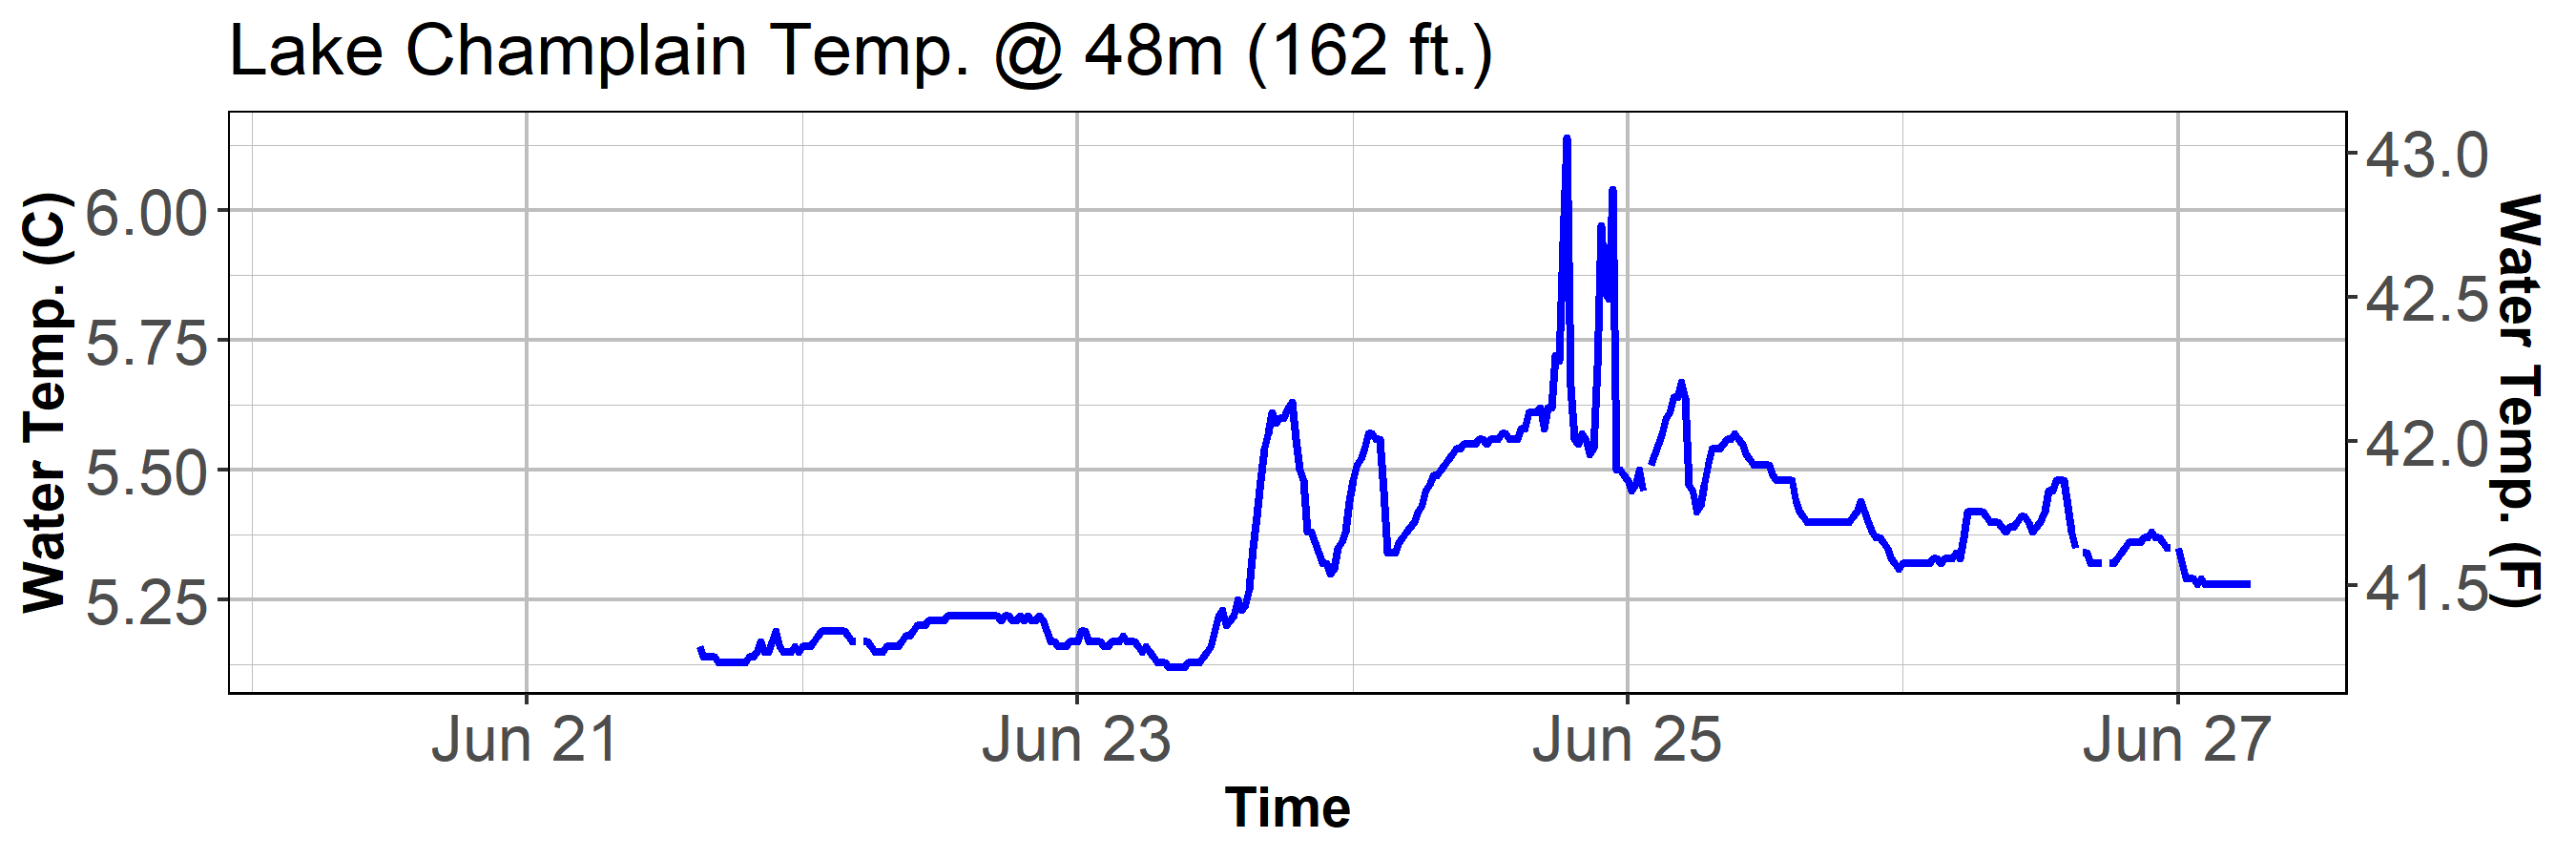 Lake Champlain Temp. @ 48m (162 ft.)
Water Temp. (C)
6.00
5.75
5.50
5.25
43.0
42.5
42.0
41.5
Water Temp. (F)
Jun 21 Jun 23 Jun 25 Jun 27
Time